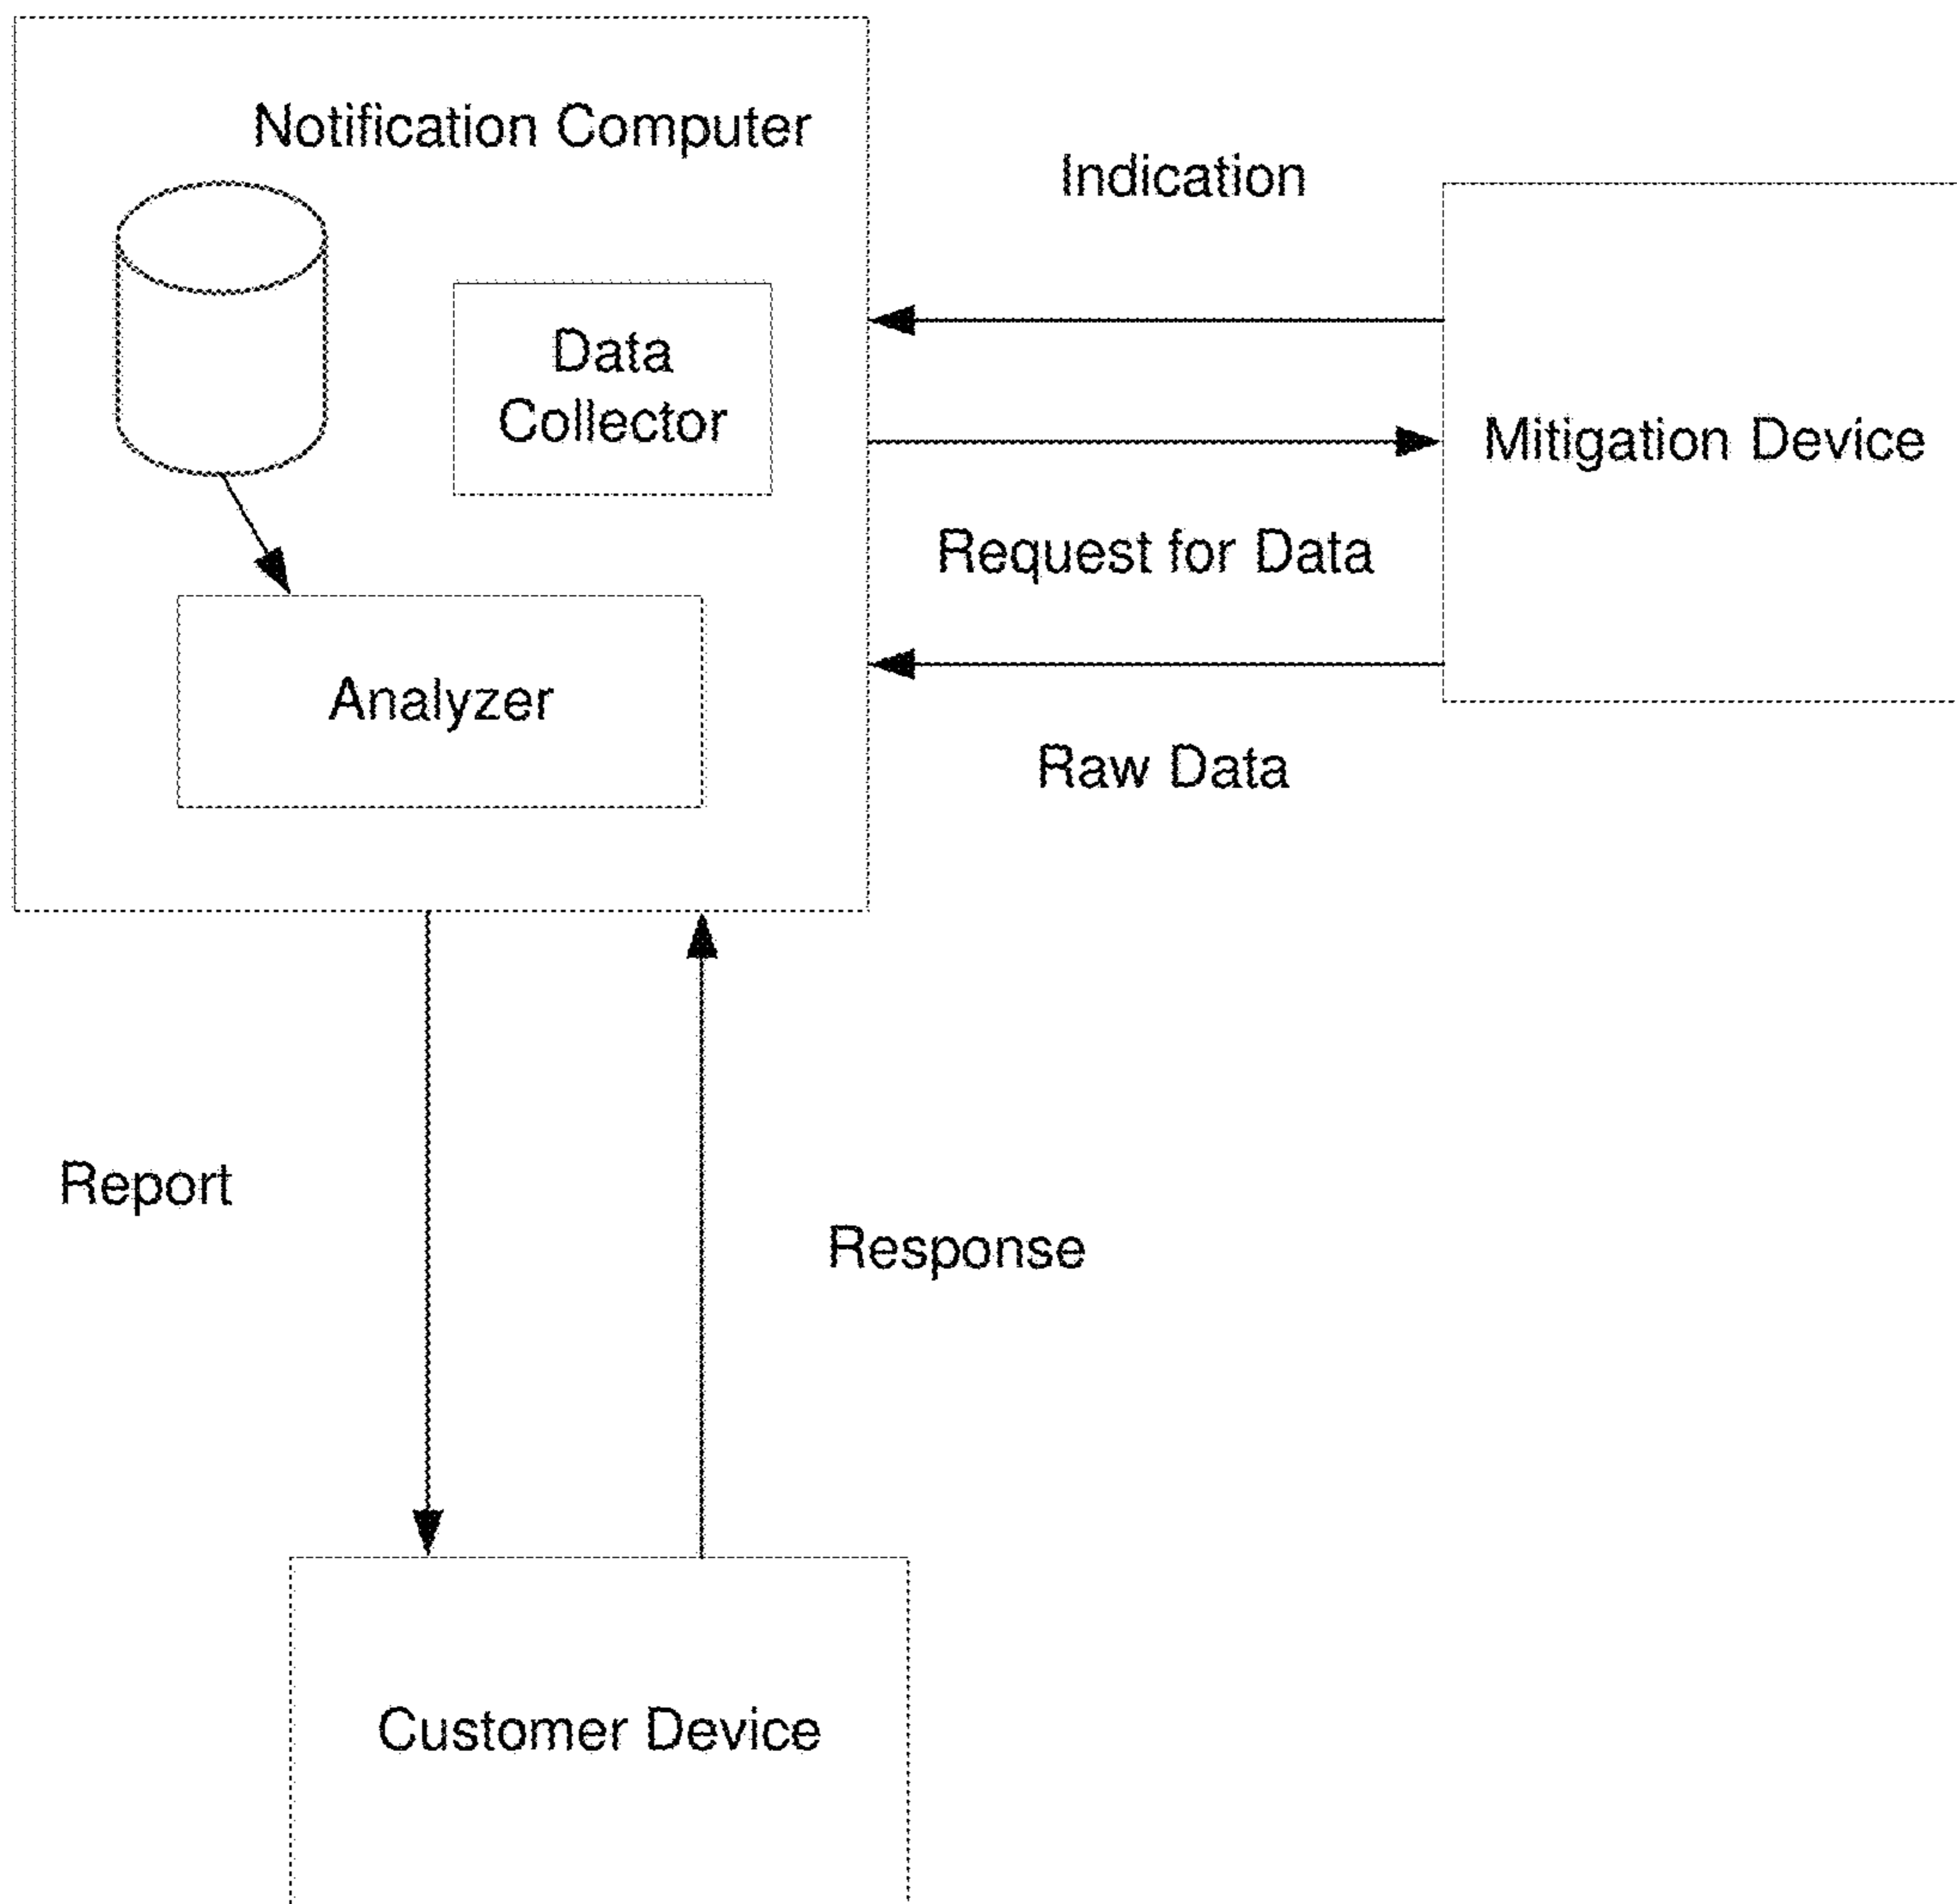 Notification Computer
Indication
Data
Collector
Mitigation Device
Request for Data
Analyzer
Raw Data
Report
Response
Customer Device